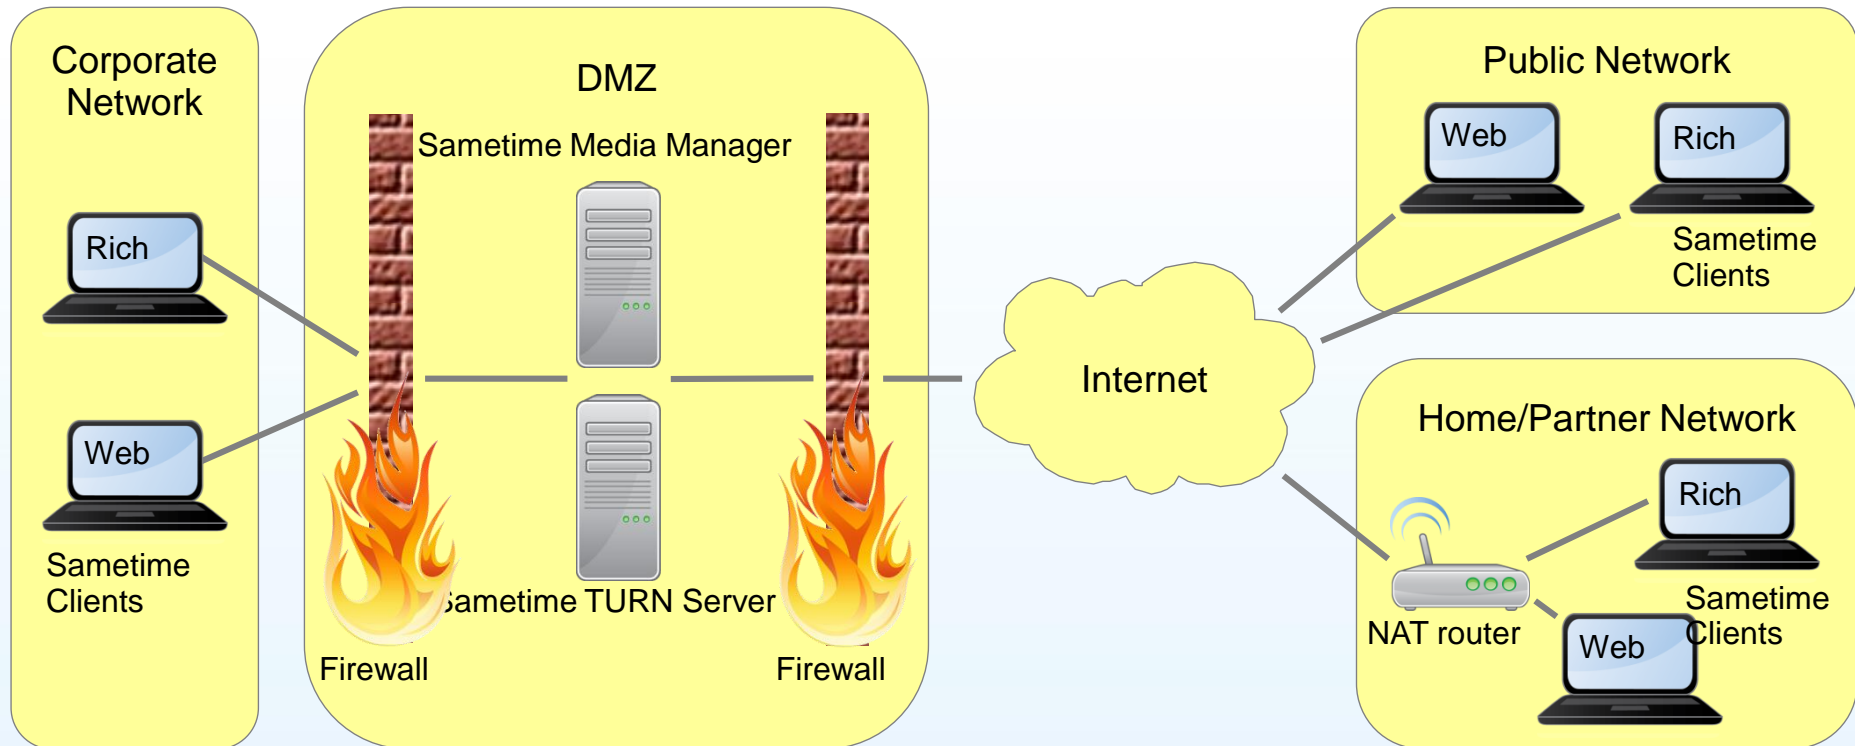 Corporate
Network
Rich
Web
Sametime
Clients
DMZ
Sametime Media Manager
Sametime TURN Server
Firewall
Firewall
Internet
Public Network
Web
Rich
Sametime
Clients
Home/Partner Network
Rich
Sametime
Clients
NAT router
Web